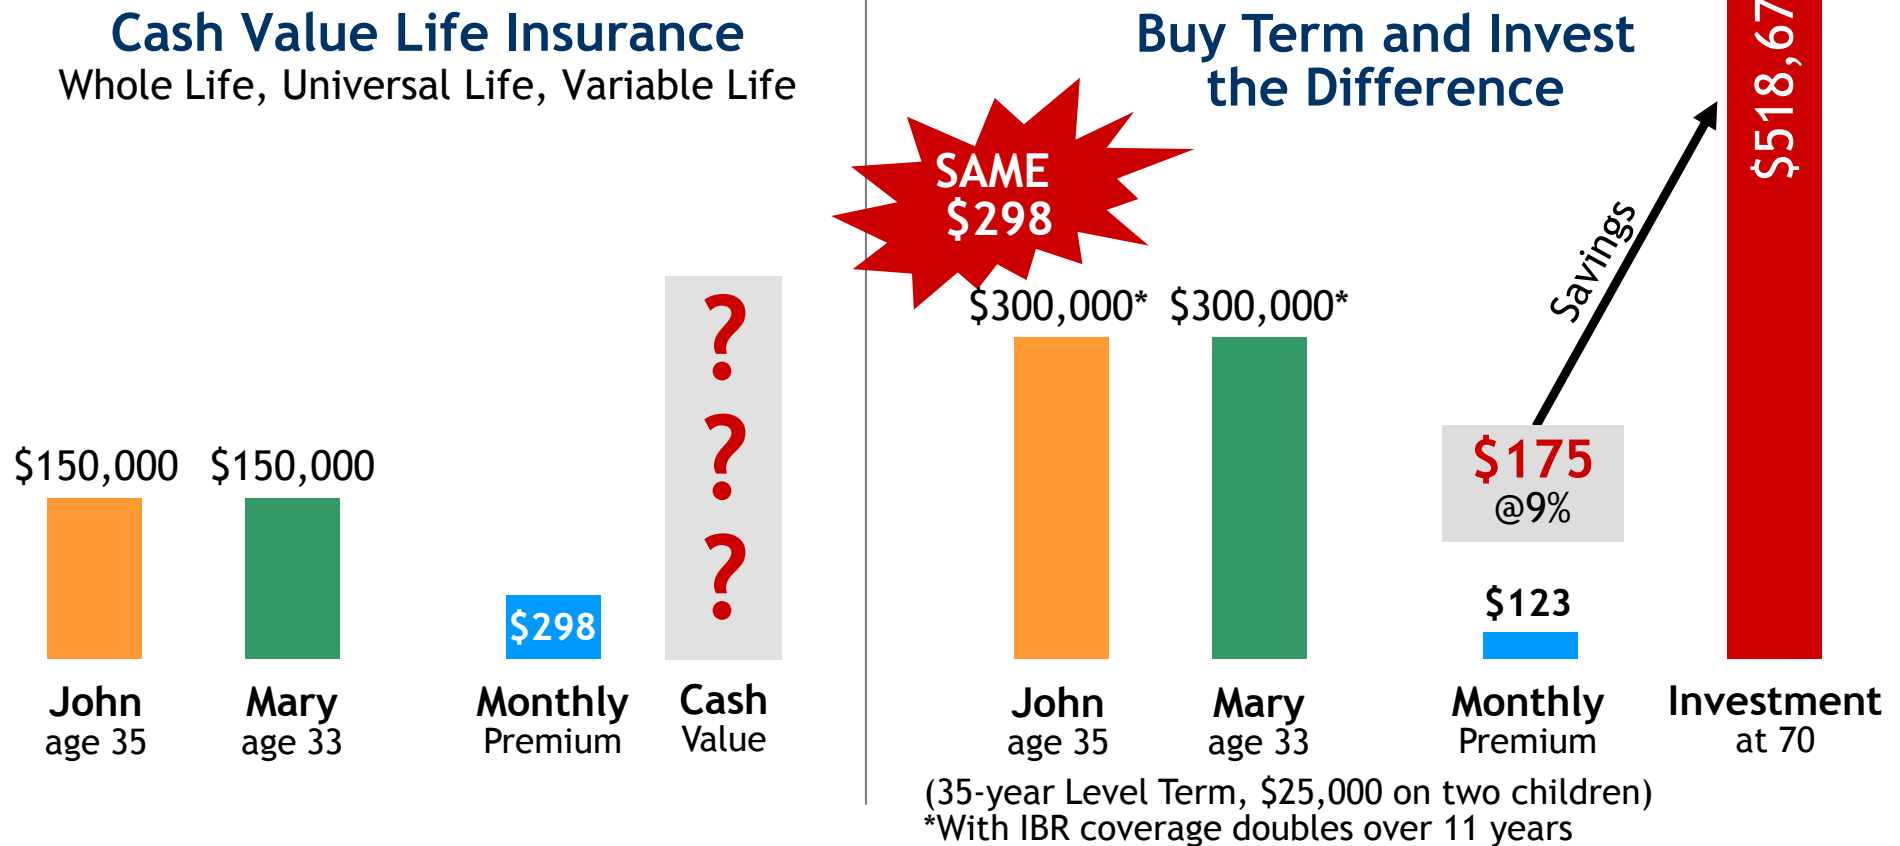 Cash Value Life Insurance
Whole Life, Universal Life, Variable Life
$150,000
$150,000
$298
?
?
?
John
age 35
Mary
age 33
Monthly
Premium
Cash
Value
Buy Term and Invest
the Difference
SAME
$298
$300,000*
$300,000*
$175
@9%
$123
Savings
$518,67
John
age 35
Mary
age 33
Monthly
Premium
Investment
at 70
(35-year Level Term, $25,000 on two children)
*With IBR coverage doubles over 11 years